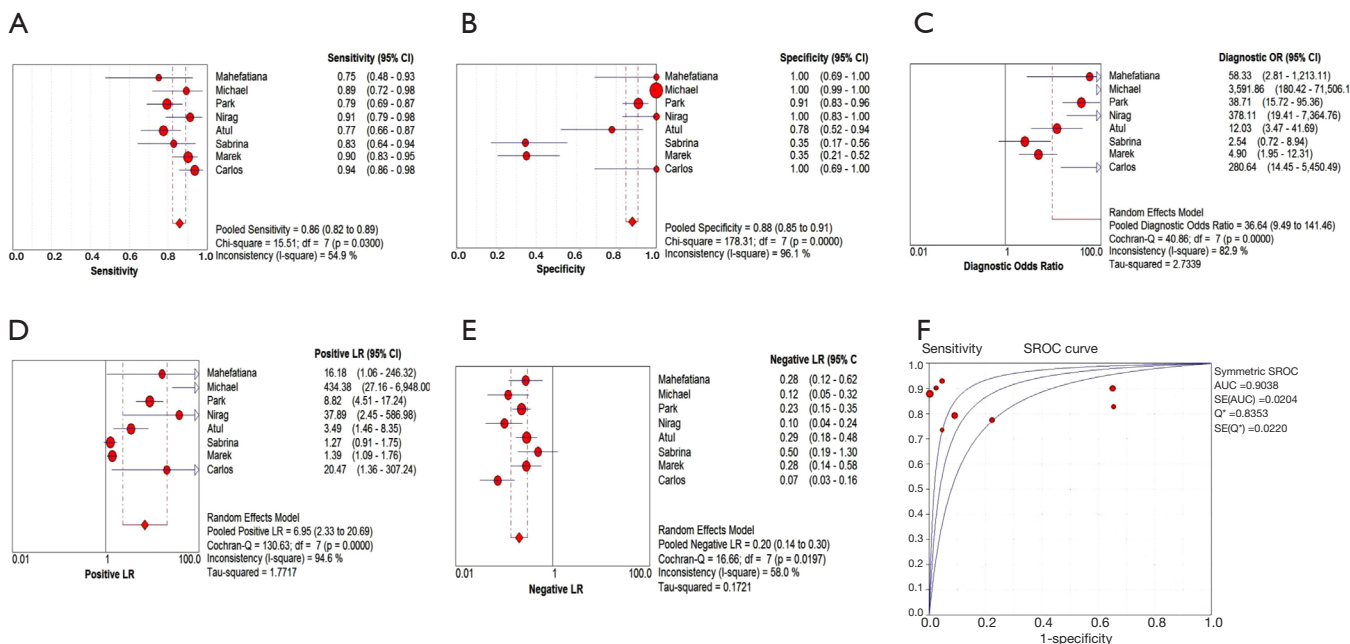 A
Sensitivity (95% CI)
Mahefatiana 0.75 (0.48 - 0.93)
Michael 0.89 (0.72 - 0.98)
Park 0.79 (0.69 - 0.87)
Nirag 0.91 (0.79 - 0.98)
Atul 0.77 (0.66 - 0.87)
Sabrina 0.83 (0.64 - 0.94)
Marek 0.90 (0.83 - 0.95)
Carlos 0.94 (0.86 - 0.98)
Pooled Sensitivity = 0.86 (0.82 to 0.89)
Chi-square = 15.51; df = 7 (p = 0.0300)
Inconsistency (I-square) = 54.9 %
0.0 0.2 0.4 0.6 0.8 1.0
Sensitivity
B
Specificity (95% CI)
Mahefatiana 1.00 (0.69 - 1.00)
Michael 1.00 (0.99 - 1.00)
Park 0.91 (0.83 - 0.96)
Nirag 1.00 (0.83 - 1.00)
Atul 0.78 (0.52 - 0.94)
Sabrina 0.35 (0.17 - 0.56)
Marek 0.35 (0.21 - 0.52)
Carlos 1.00 (0.69 - 1.00)
Pooled Specificity = 0.88 (0.85 to 0.91)
Chi-square = 178.31; df = 7 (p = 0.0000)
Inconsistency (I-square) = 96.1 %
0.0 0.2 0.4 0.6 0.8 1.0
Specificity
C
Diagnostic OR (95% CI)
Mahefatiana 58.33 (2.81 - 1,213.11)
Michael 3,591.86 (180.42 - 71,506.1
Park 38.71 (15.72 - 95.36)
Nirag 378.11 (19.41 - 7,364.76)
Atul 12.03 (3.47 - 41.69)
Sabrina 2.54 (0.72 - 8.94)
Marek 4.90 (1.95 - 12.31)
Carlos 280.64 (14.45 - 5,450.49)
Random Effects Model
Pooled Diagnostic Odds Ratio = 36.64 (9.49 to 141.46)
Cochran-Q = 40.86; df = 7 (p = 0.0000)
Inconsistency (I-square) = 82.9 %
Tau-squared = 2.7339
0.01 1 100.0
Diagnostic Odds Ratio
D
Positive LR (95% CI)
Mahefatiana 16.18 (1.06 - 246.32)
Michael 434.38 (27.16 - 6,948.00
Park 8.82 (4.51 - 17.24)
Nirag 37.89 (2.45 - 586.98)
Atul 3.49 (1.46 - 8.35)
Sabrina 1.27 (0.91 - 1.75)
Marek 1.39 (1.09 - 1.76)
Carlos 20.47 (1.36 - 307.24)
Random Effects Model
Pooled Positive LR = 6.95 (2.33 to 20.69)
Cochran-Q = 130.63; df = 7 (p = 0.0000)
Inconsistency (I-square) = 94.6 %
Tau-squared = 1.7717
0.01 1 100.0
Positive LR
E
Negative LR (95% C
Mahefatiana 0.28 (0.12 - 0.62)
Michael 0.12 (0.05 - 0.32)
Park 0.23 (0.15 - 0.35)
Nirag 0.10 (0.04 - 0.24)
Atul 0.29 (0.18 - 0.48)
Sabrina 0.50 (0.19 - 1.30)
Marek 0.28 (0.14 - 0.58)
Carlos 0.07 (0.03 - 0.16
Random Effects Model
Pooled Negative LR = 0.20 (0.14 to 0.30)
Cochran-Q = 16.66; df = 7 (p = 0.0197)
Inconsistency (I-square) = 58.0 %
Tau-squared = 0.1721
0.01 1 100.0
Negative LR
F
Sensitivity SROC curve
1.0
0.9
0.8
0.7
0.6
0.5
0.4
0.3
0.2
0.1
0.0
0.0 0.2 0.4 0.6 0.8 1.0
1-specificity
Symmetric SROC
AUC =0.9038
SE(AUC) =0.0204
Q* =0.8353
SE(Q*) =0.0220